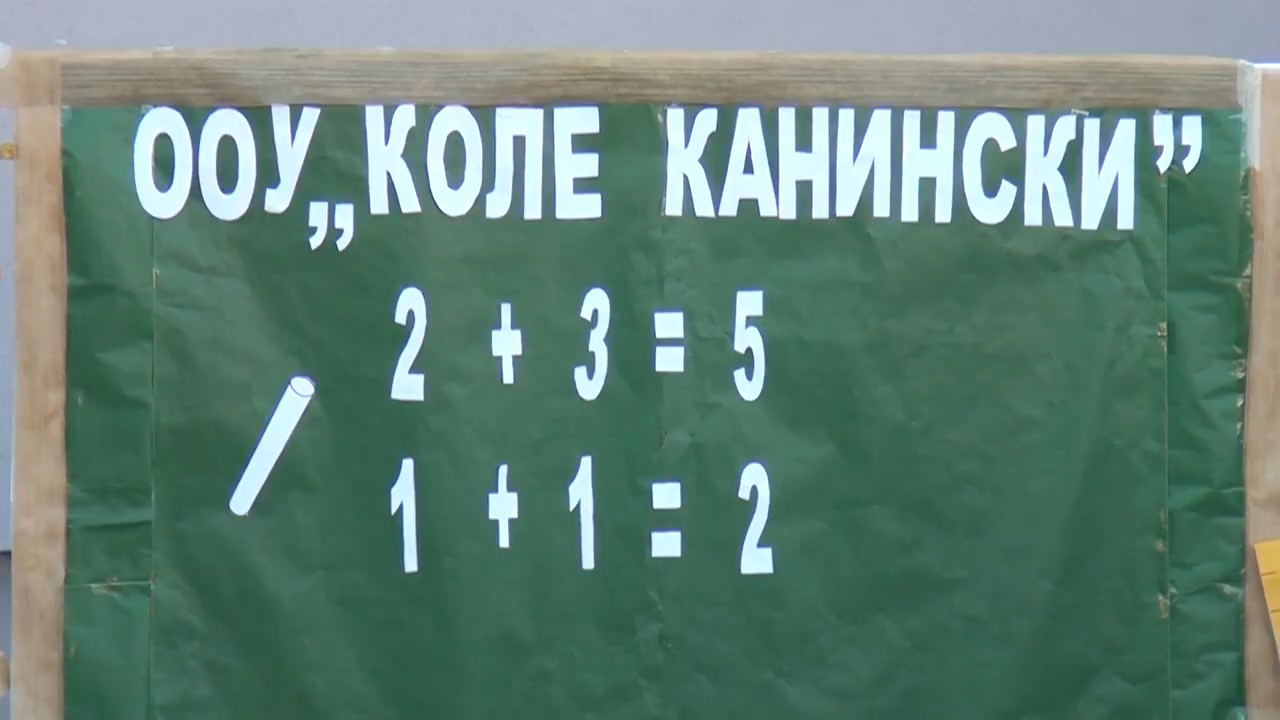 ООУ „КОЛЕ КАНИНСКИ”
2 + 3 = 5
1 + 1 = 2